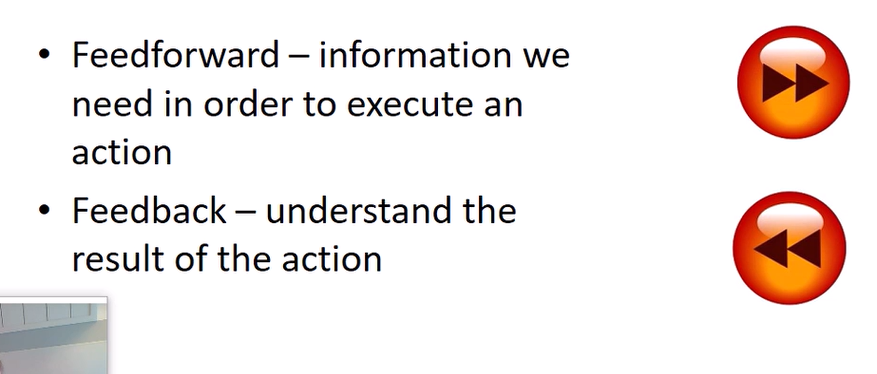 • Feedforward – information we
need in order to execute an
action
• Feedback – understand the
result of the action